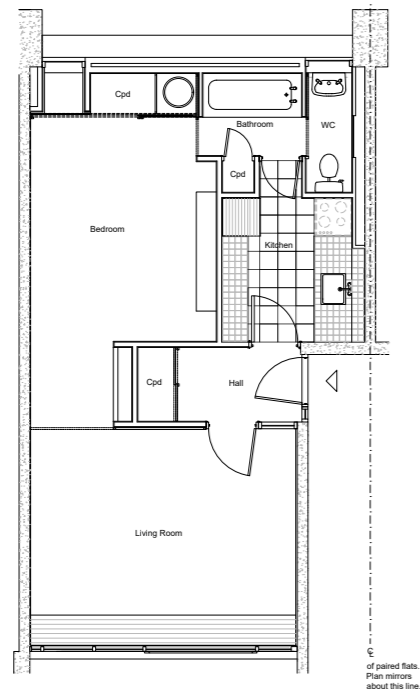 Cpd
Bathroom
WC
Cpd
Bedroom
Kitchen
Cpd
Hall
Living Room
℄
of paired flats.
Plan mirrors
about this line.